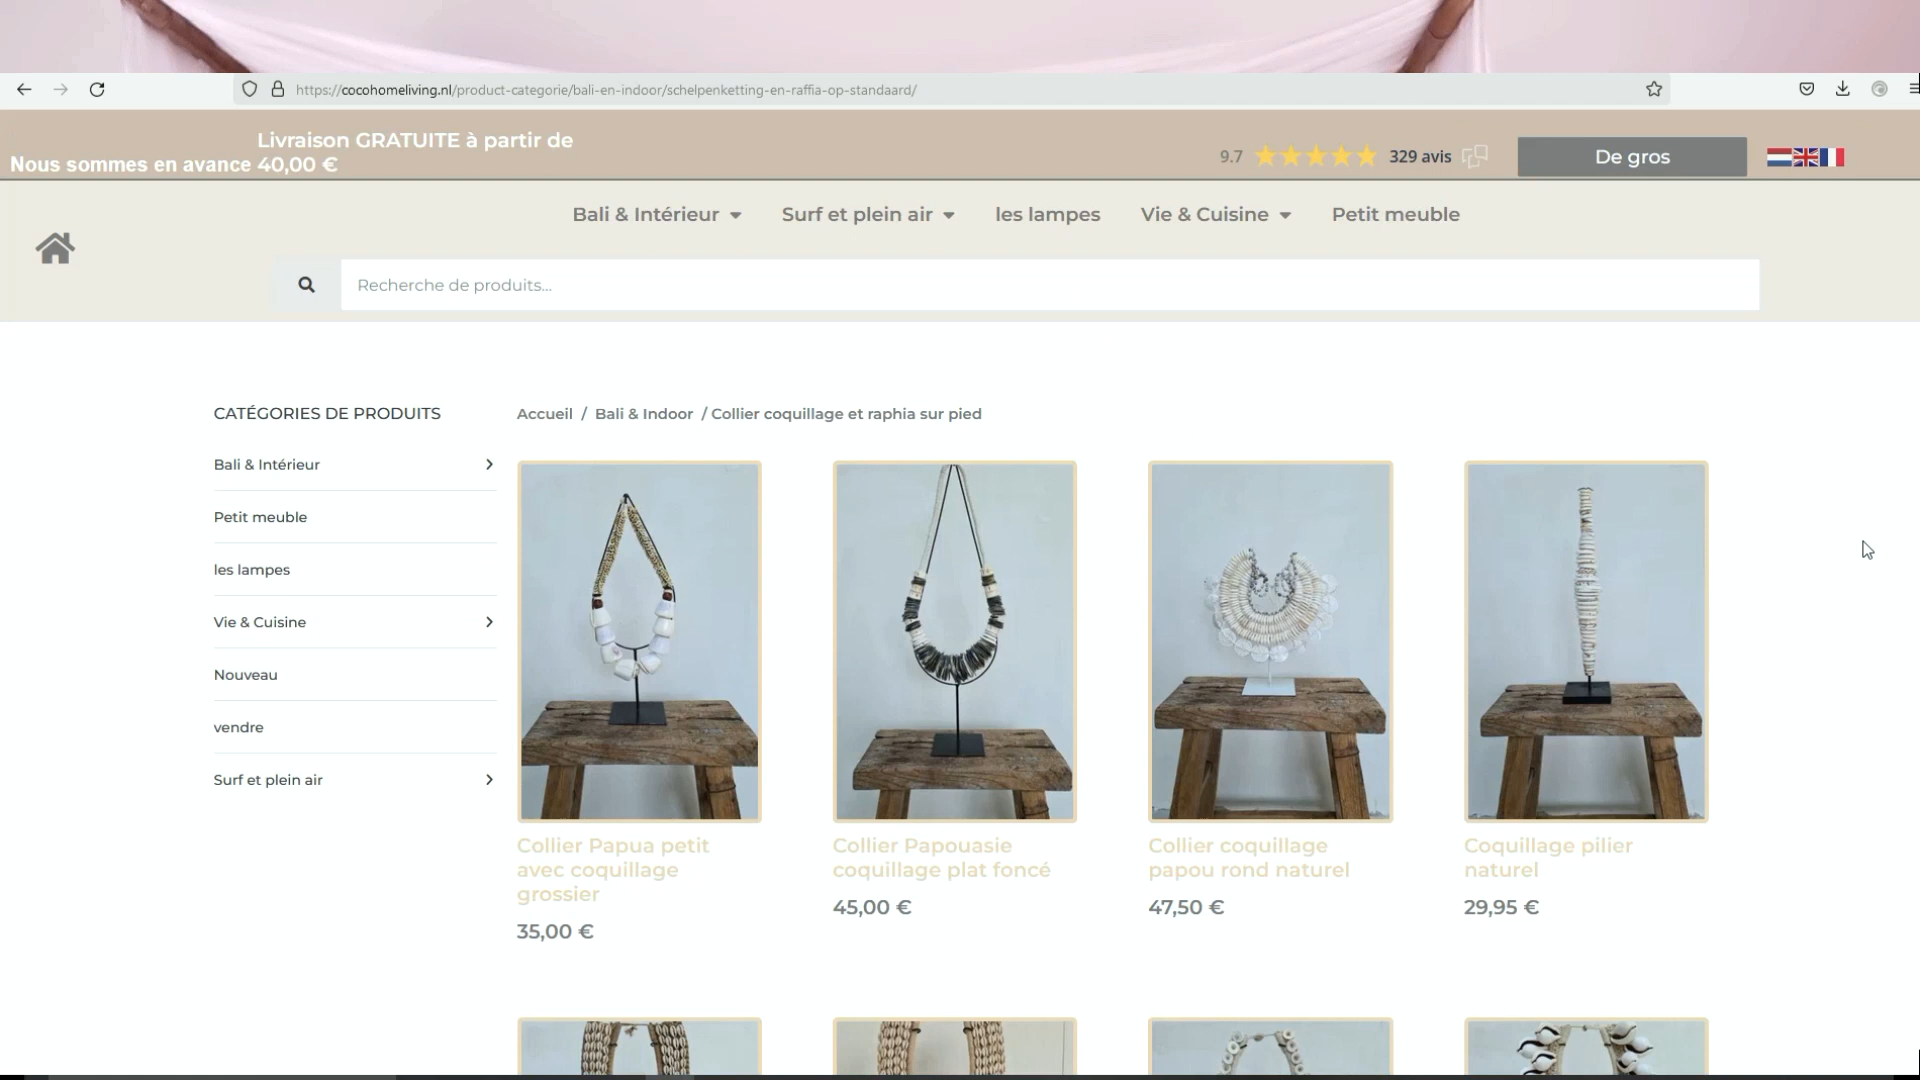 https://cocohomeliving.nl/product-categorie/bali-en-indoor/schelpenketting-en-raffia-op-standaard/
Livraison GRATUITE à partir de
Nous sommes en avance 40,00 €
9.7 329 avis
De gros
Bali & Intérieur
Surf et plein air
les lampes
Vie & Cuisine
Petit meuble
Recherche de produits...
CATÉGORIES DE PRODUITS
Bali & Intérieur
Petit meuble
les lampes
Vie & Cuisine
Nouveau
vendre
Surf et plein air
Accueil / Bali & Indoor / Collier coquillage et raphia sur pied
Collier Papua petit
avec coquillage
grossier
35,00 €
Collier Papouasie
coquillage plat foncé
45,00 €
Collier coquillage
papou rond naturel
47,50 €
Coquillage pilier
naturel
29,95 €